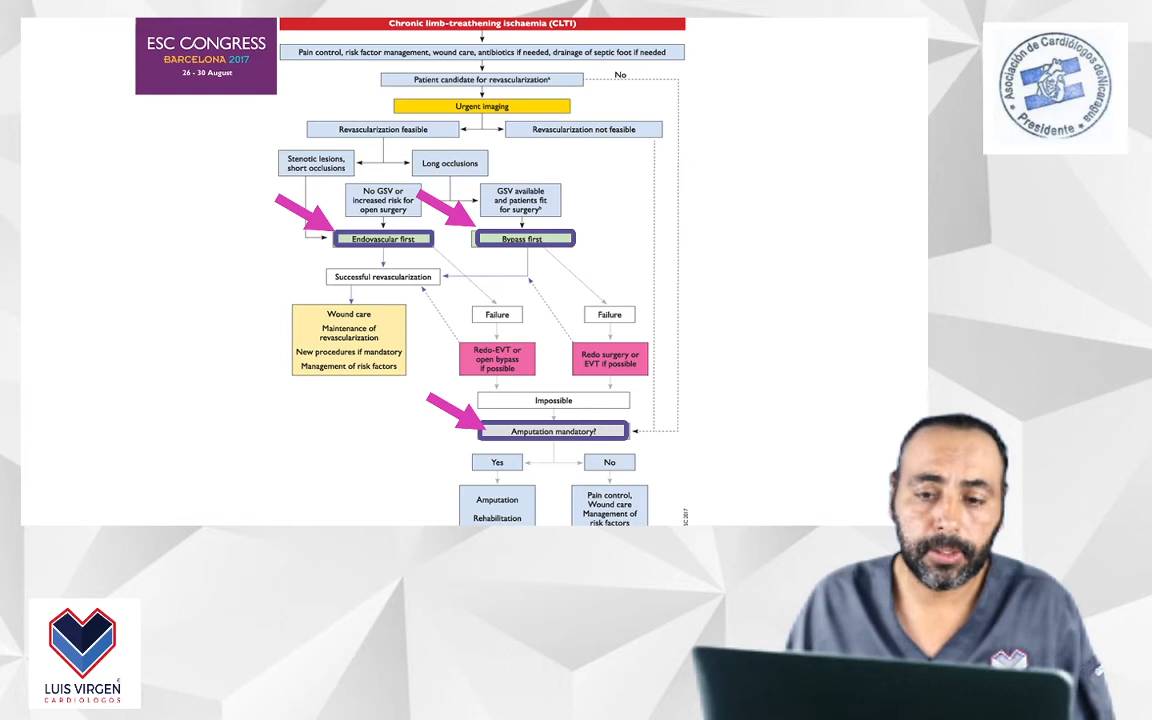 Chronic limb-treathening ischaemia (CLTI)
ESC CONGRESS
BARCELONA 2017
26 - 30 August
Pain control, risk factor management, wound care, antibiotics if needed, drainage of septic foot if needed
Patient candidate for revascularizationᵃ
No
Urgent imaging
Revascularization feasible
Revascularization not feasible
Stenotic lesions,
short occlusions
Long occlusions
No GSV or
increased risk for
open surgery
GSV available
and patients fit
for surgeryᵇ
Endovascular first
Bypass first
Successful revascularization
Wound care
Maintenance of
revascularization
New procedures if mandatory
Management of risk factors
Failure
Failure
Redo-EVT or
open bypass
if possible
Redo surgery or
EVT if possible
Impossible
Amputation mandatory?
Yes
No
Amputation
Rehabilitation
Pain control,
Wound care
Management of
risk factors
SC 2017
Asociación de Cardiólogos de Nicaragua
Presidente
LUIS VIRGEN
CARDIOLOGOS